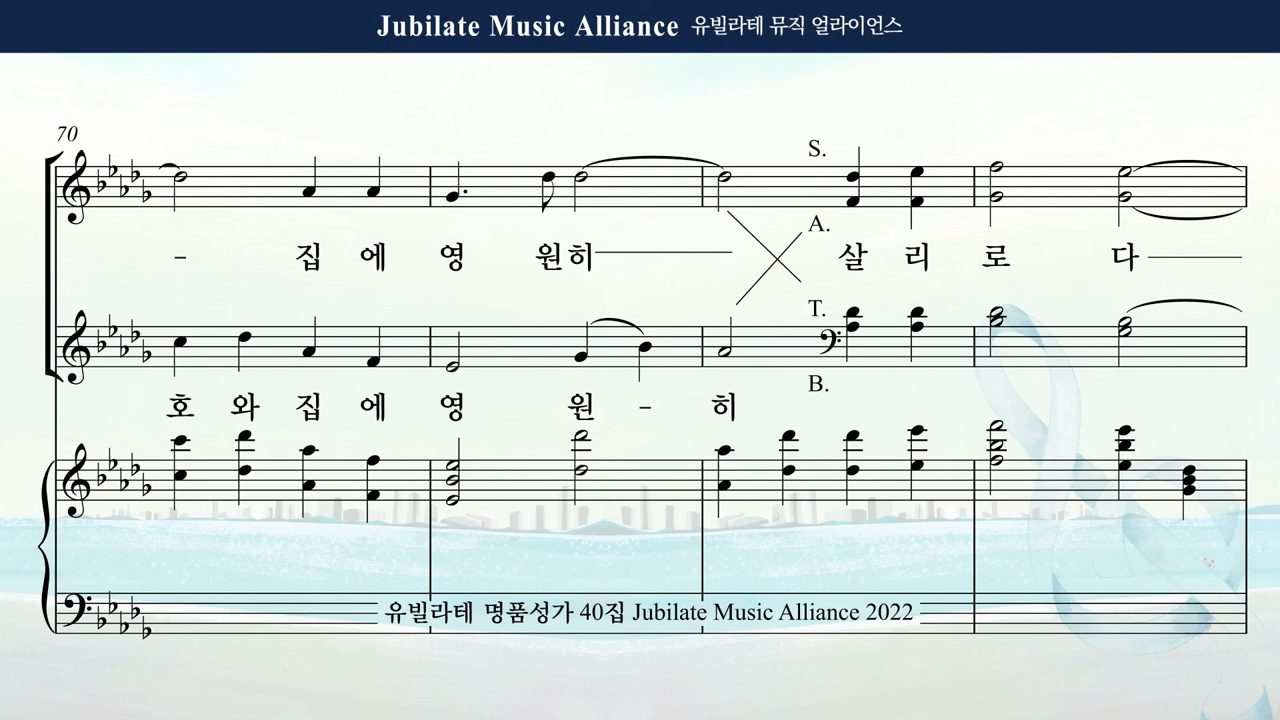 Jubilate Music Alliance 유빌라테 뮤직 얼라이언스
70
S.
A.
- 집 에 영 원 히 살 리 로 다
T.
B.
호 와 집 에 영 원 - 히
유빌라테 명품성가 40집 Jubilate Music Alliance 2022